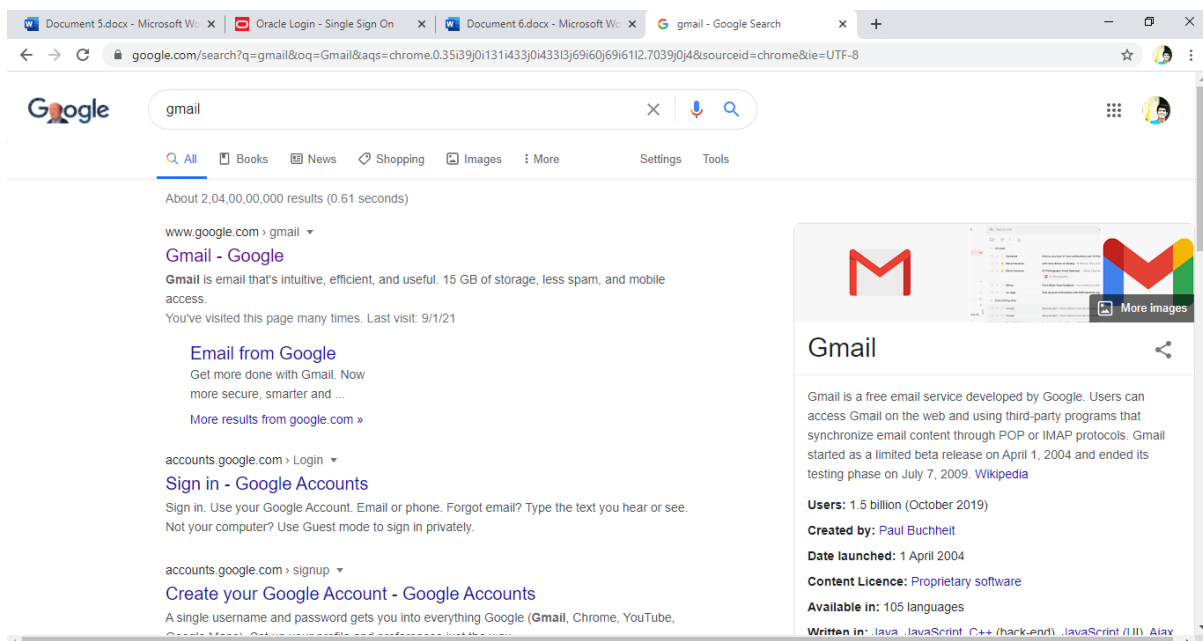 Document 5.docx - Microsoft Wo
Oracle Login - Single Sign On
Document 6.docx - Microsoft Wo
gmail - Google Search
google.com/search?q=gmail&oq=Gmail&aqs=chrome.0.35i39j0i131i433j0i433l3j69i60j69i61l2.7039j0j4&sourceid=chrome&ie=UTF-8
Google
gmail
All Books News Shopping Images More Settings Tools
About 2,04,00,00,000 results (0.61 seconds)
www.google.com › gmail
Gmail - Google
Gmail is email that's intuitive, efficient, and useful. 15 GB of storage, less spam, and mobile
access.
You've visited this page many times. Last visit: 9/1/21
Email from Google
Get more done with Gmail. Now
more secure, smarter and ...
More results from google.com »
accounts.google.com › Login
Sign in - Google Accounts
Sign in. Use your Google Account. Email or phone. Forgot email? Type the text you hear or see.
Not your computer? Use Guest mode to sign in privately.
accounts.google.com › signup
Create your Google Account - Google Accounts
A single username and password gets you into everything Google (Gmail, Chrome, YouTube,
More images
Gmail
Gmail is a free email service developed by Google. Users can
access Gmail on the web and using third-party programs that
synchronize email content through POP or IMAP protocols. Gmail
started as a limited beta release on April 1, 2004 and ended its
testing phase on July 7, 2009. Wikipedia
Users: 1.5 billion (October 2019)
Created by: Paul Buchheit
Date launched: 1 April 2004
Content Licence: Proprietary software
Available in: 105 languages
Written in: Java, JavaScript, C++ (back-end), JavaScript (UI), Ajax